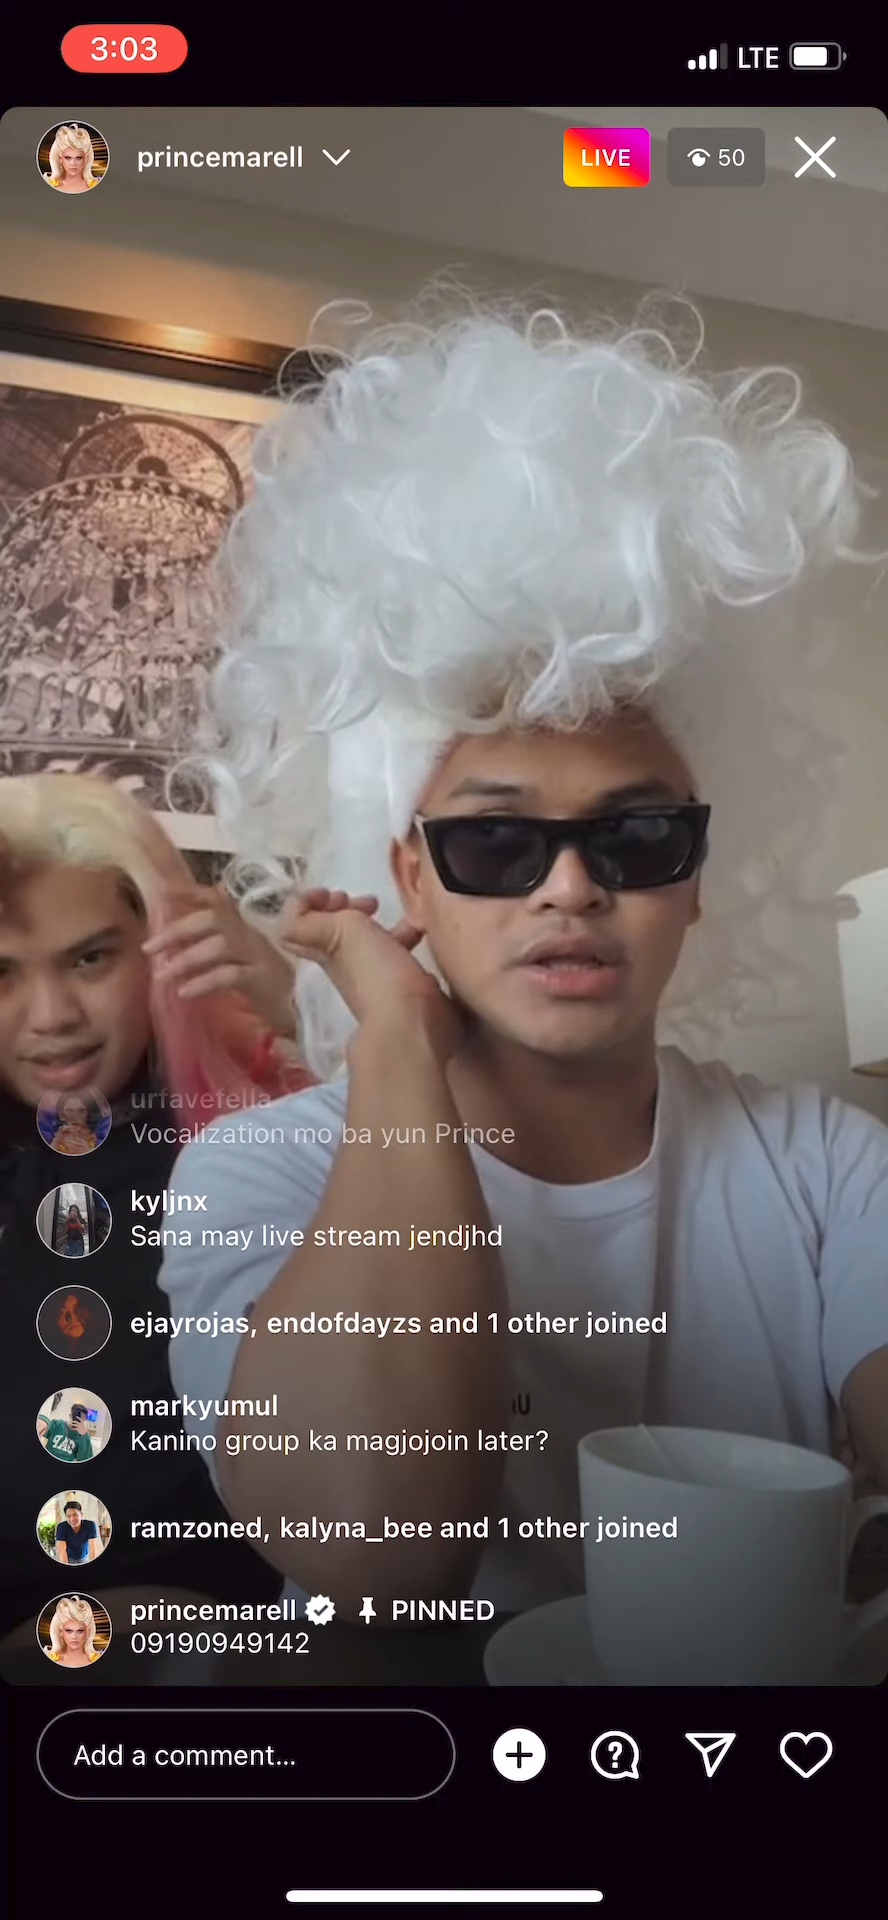 3:03
LTE
princemarell
LIVE
50
urfavefella
Vocalization mo ba yun Prince
kyljnx
Sana may live stream jendjhd
ejayrojas, endofdayzs and 1 other joined
markyumul
Kanino group ka magjojoin later?
ramzoned, kalyna_bee and 1 other joined
princemarell PINNED
09190949142
Add a comment...